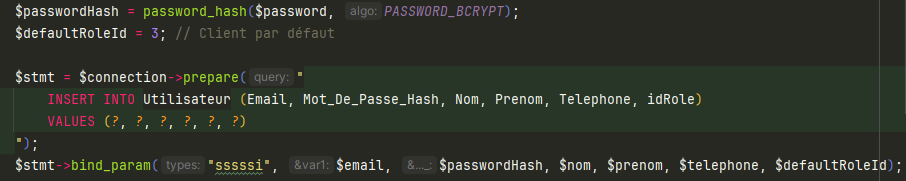 $passwordHash = password_hash($password, algo: PASSWORD_BCRYPT);
$defaultRoleId = 3; // Client par défaut
$stmt = $connection->prepare( query: "
INSERT INTO Utilisateur (Email, Mot_De_Passe_Hash, Nom, Prenom, Telephone, idRole)
VALUES (?, ?, ?, ?, ?, ?)
");
$stmt->bind_param( types: "sssssi", &var1: $email, &..._: $passwordHash, $nom, $prenom, $telephone, $defaultRoleId);